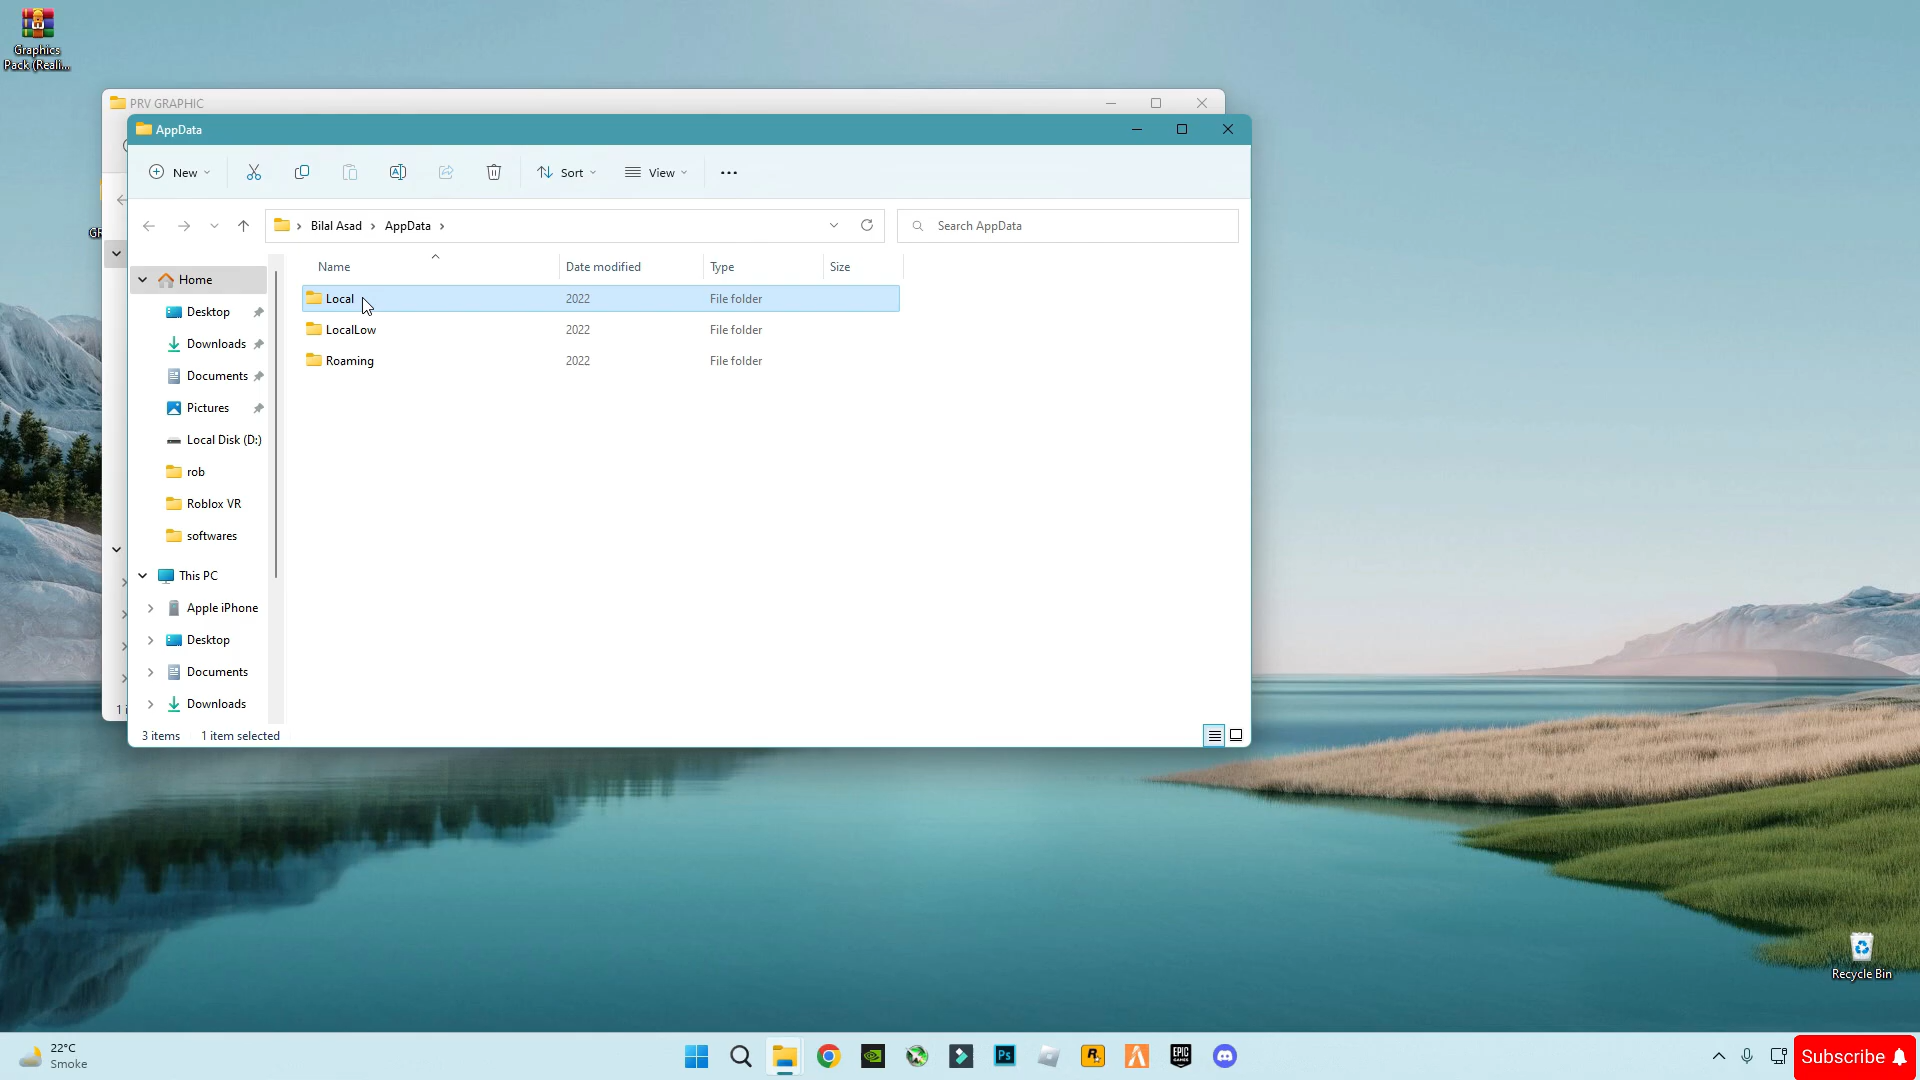 Graphics
Pack (Reali...
PRV GRAPHIC
AppData
New
Sort
View
Bilal Asad
AppData
Search AppData
Name
Date modified
Type
Size
Local
2022
File folder
LocalLow
2022
File folder
Roaming
2022
File folder
Home
Desktop
Downloads
Documents
Pictures
Local Disk (D:)
rob
Roblox VR
softwares
This PC
Apple iPhone
Desktop
Documents
Downloads
3 items
1 item selected
Recycle Bin
22°C
Smoke
Ps
R
EPIC
GAMES
Subscribe